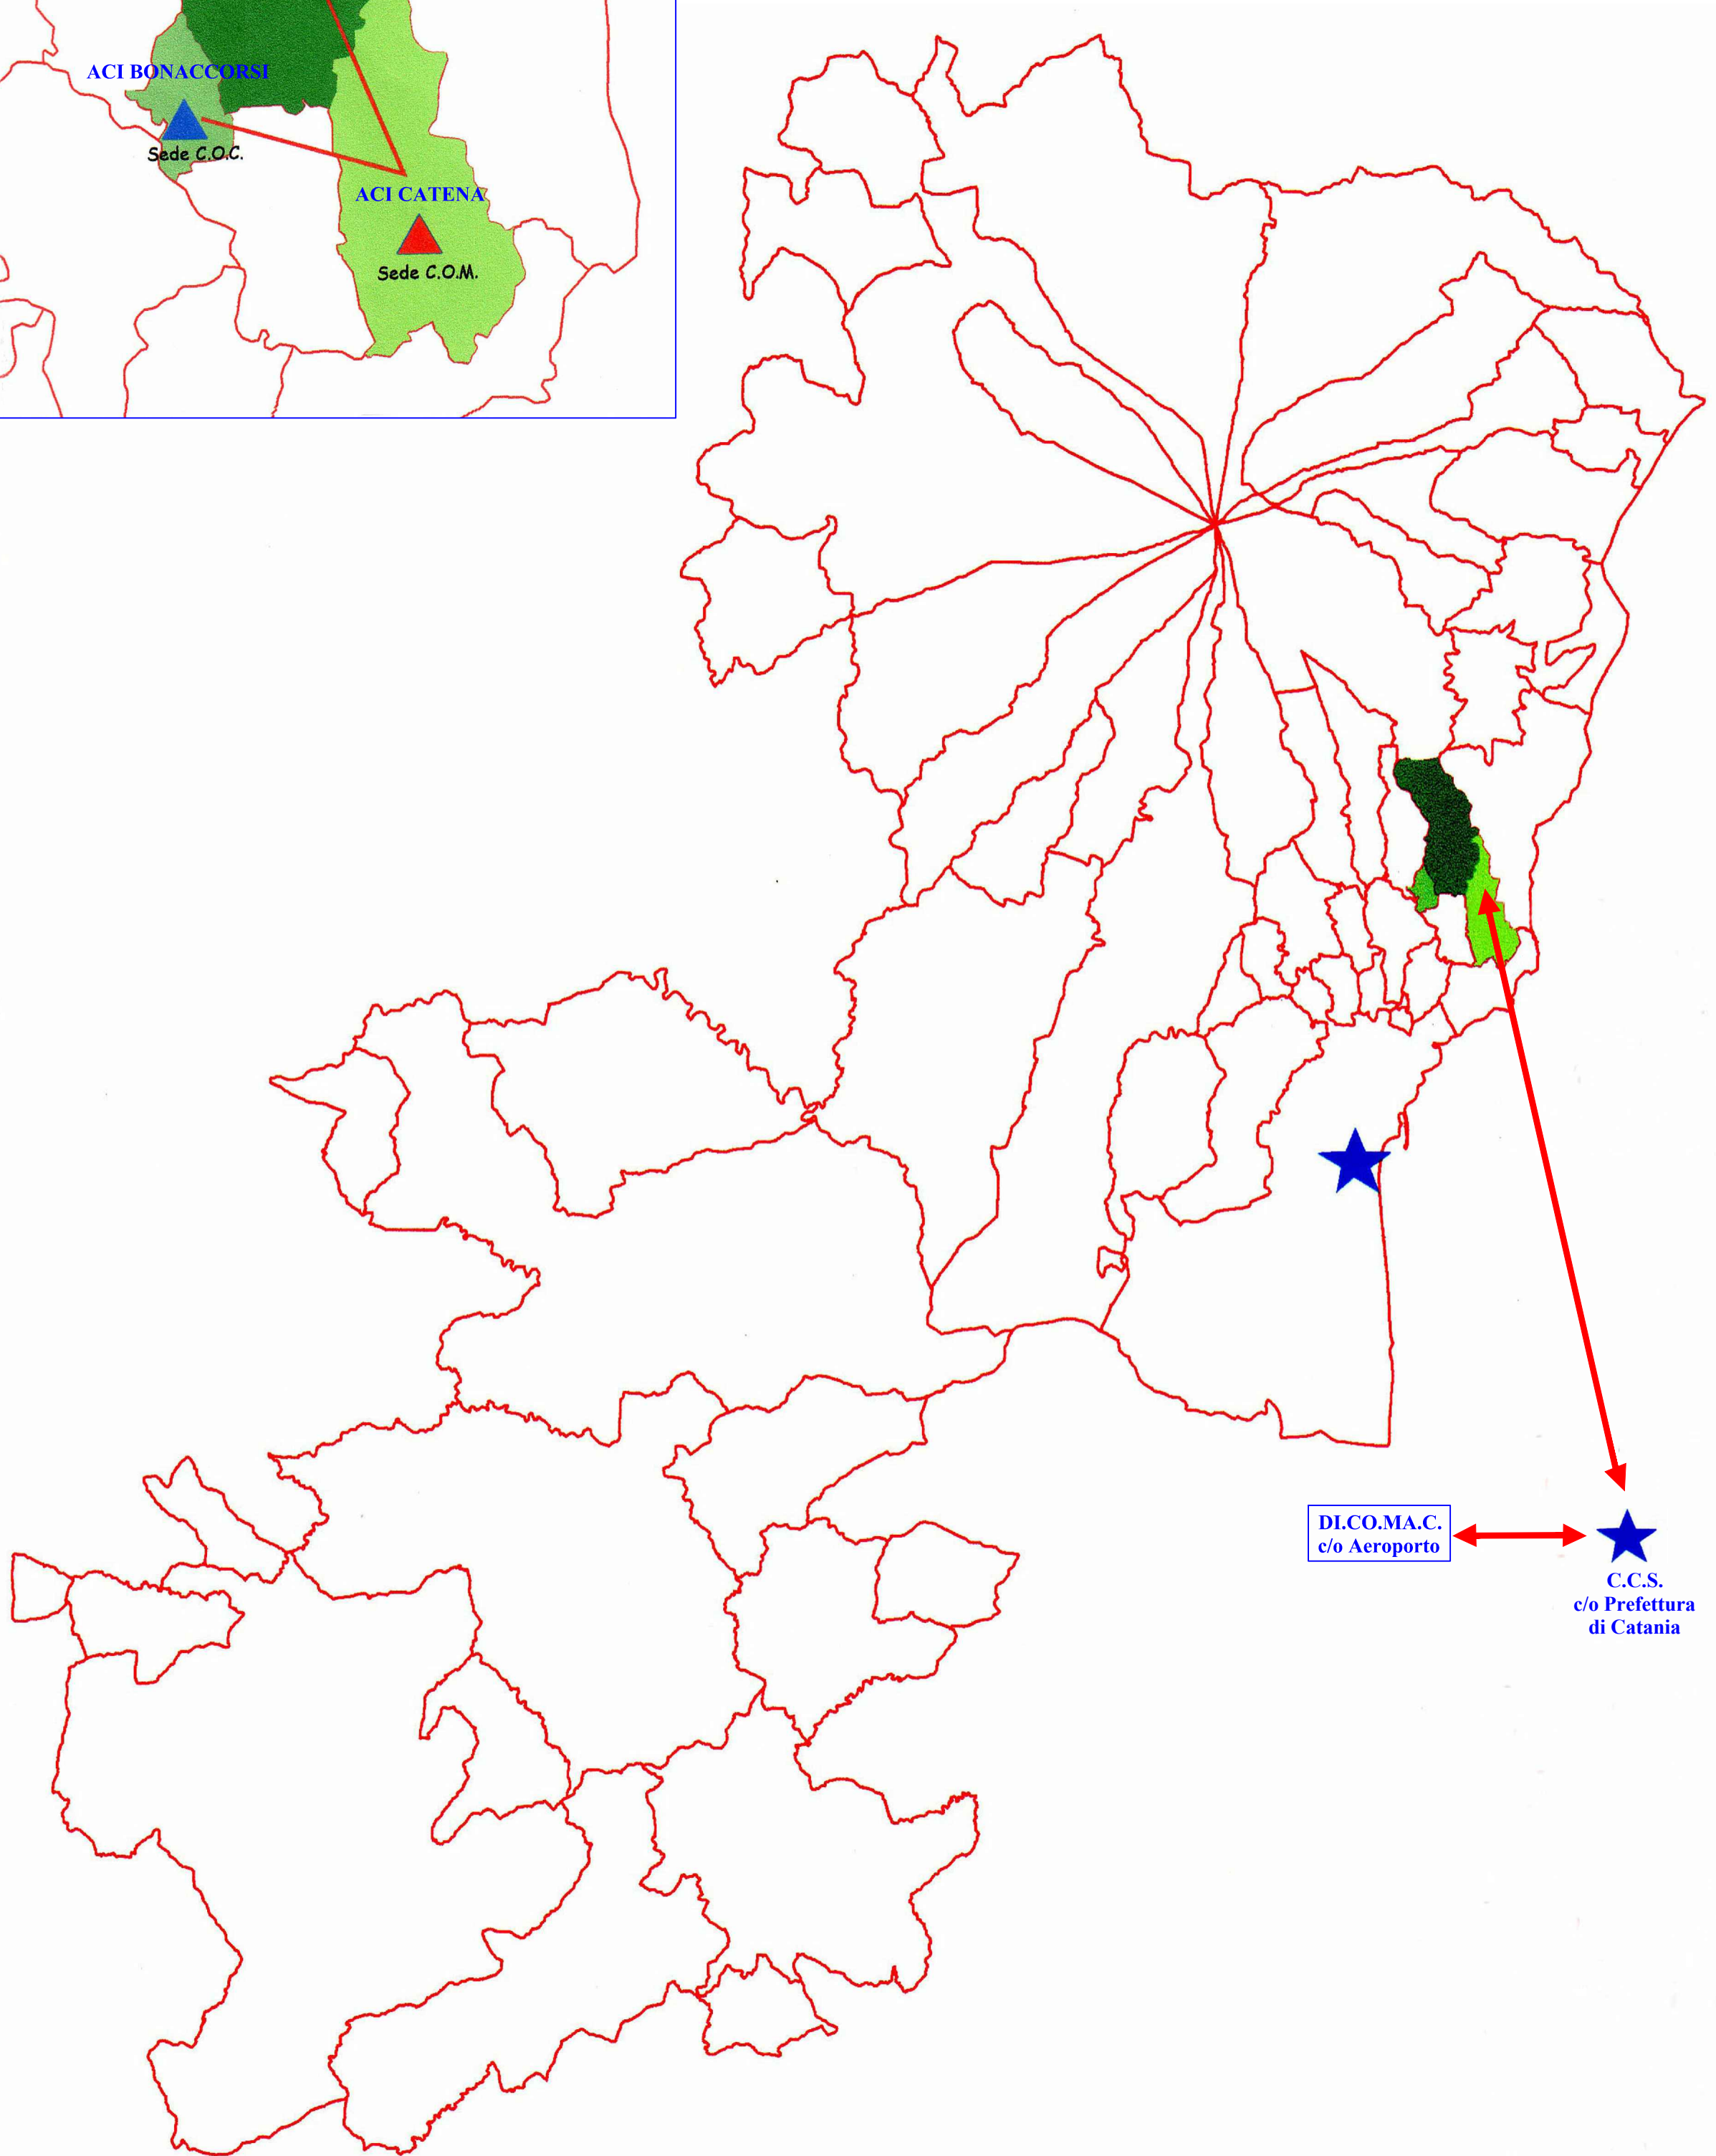 ACI BONACCORSI
Sede C.O.C.
ACI CATENA
Sede C.O.M.
DI.CO.MA.C.
c/o Aeroporto
C.C.S.
c/o Prefettura
di Catania